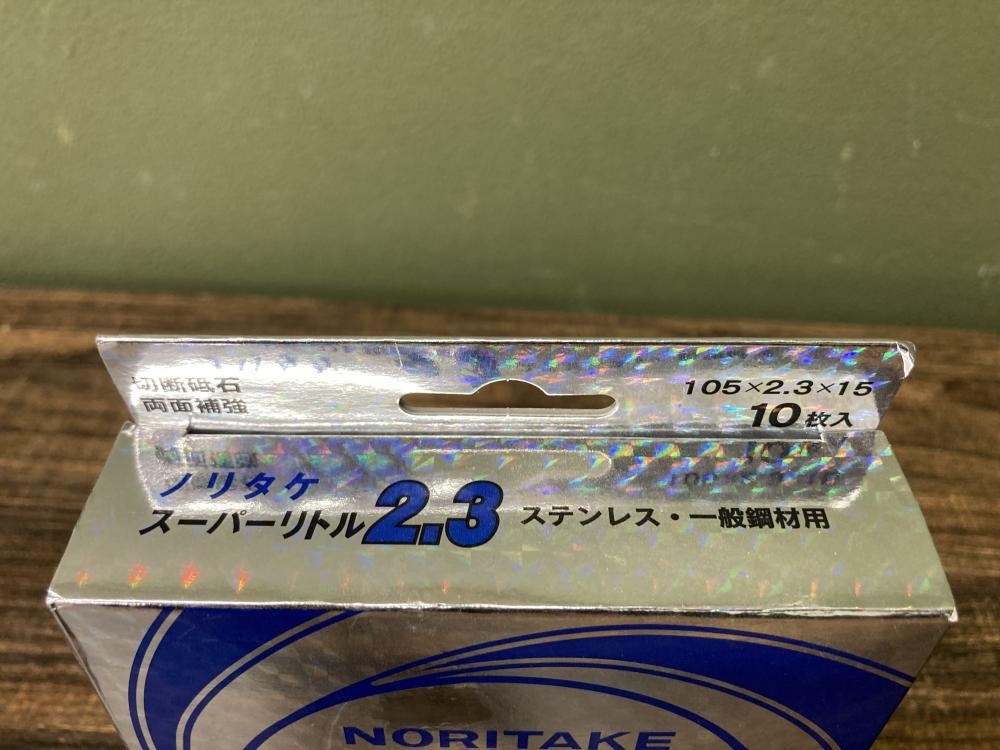 切断砥石
両面補強
105×2.3×15
10枚入
ノリタケ
スーパーリトル2.3 ステンレス・一般鋼材用
NORITAKE